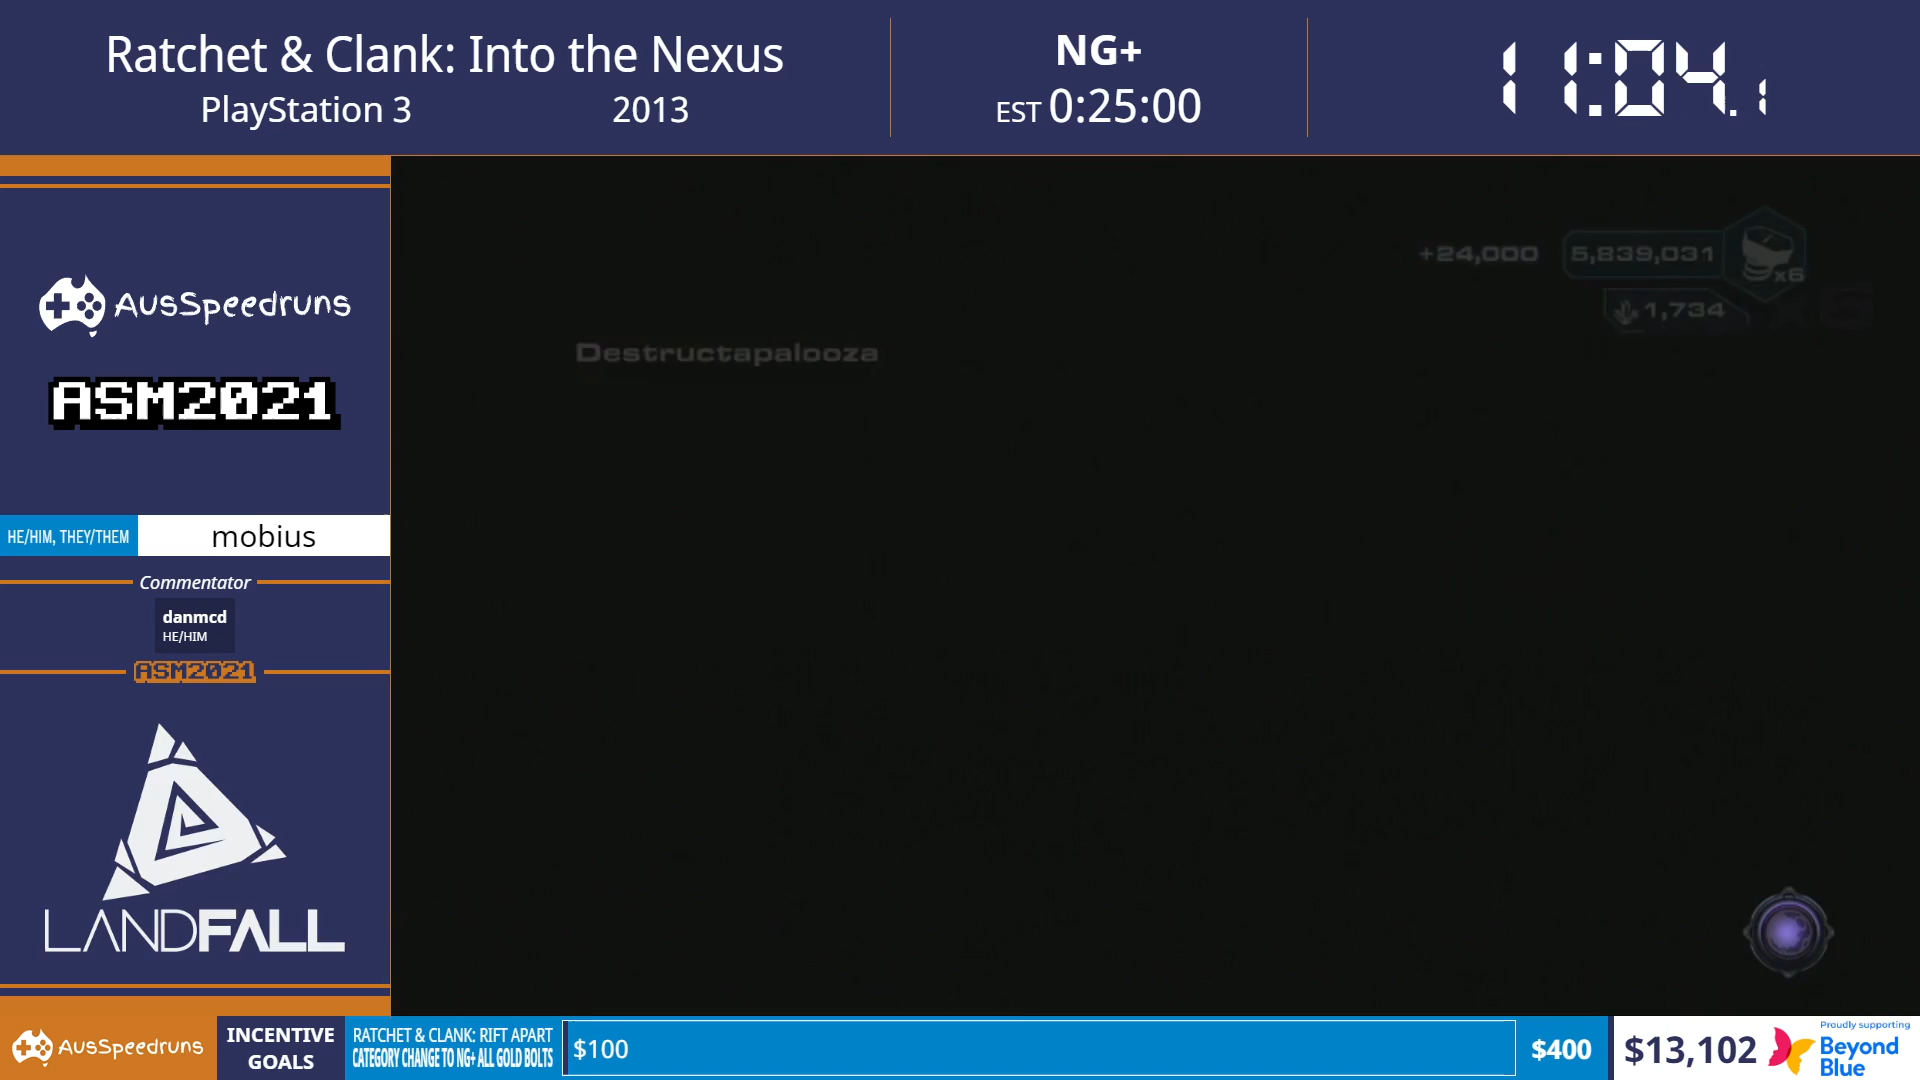 Ratchet & Clank: Into the Nexus
PlayStation 3 2013
NG+
EST 0:25:00
11:04.1
AusSpeedruns
ASM2021
HE/HIM, THEY/THEM mobius
Commentator
danmcd
HE/HIM
ASM2021
LANDFALL
+24,000 5,839,031
x6
1,734
Destructapalooza
AusSpeedruns
INCENTIVE
GOALS
RATCHET & CLANK: RIFT APART
CATEGORY CHANGE TO NG+ ALL GOLD BOLTS
$100
$400
$13,102
Proudly supporting
Beyond
Blue